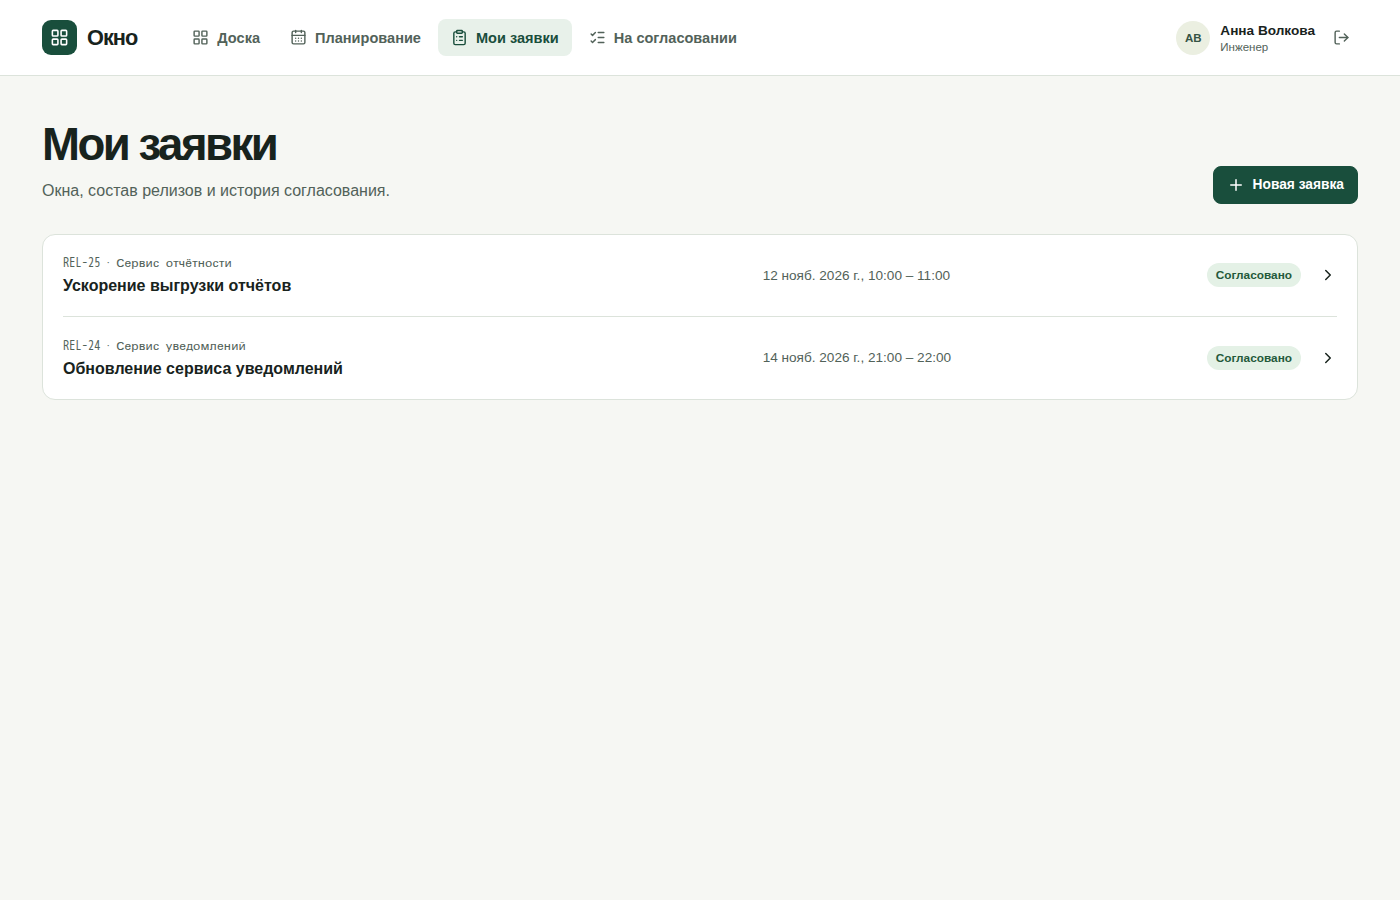 Окно
Доска
Планирование
Мои заявки
На согласовании
АВ
Анна Волкова
Инженер
Мои заявки
Окна, состав релизов и история согласования.
Новая заявка
REL-25 · Сервис отчётности
Ускорение выгрузки отчётов
12 нояб. 2026 г., 10:00 – 11:00
Согласовано
REL-24 · Сервис уведомлений
Обновление сервиса уведомлений
14 нояб. 2026 г., 21:00 – 22:00
Согласовано